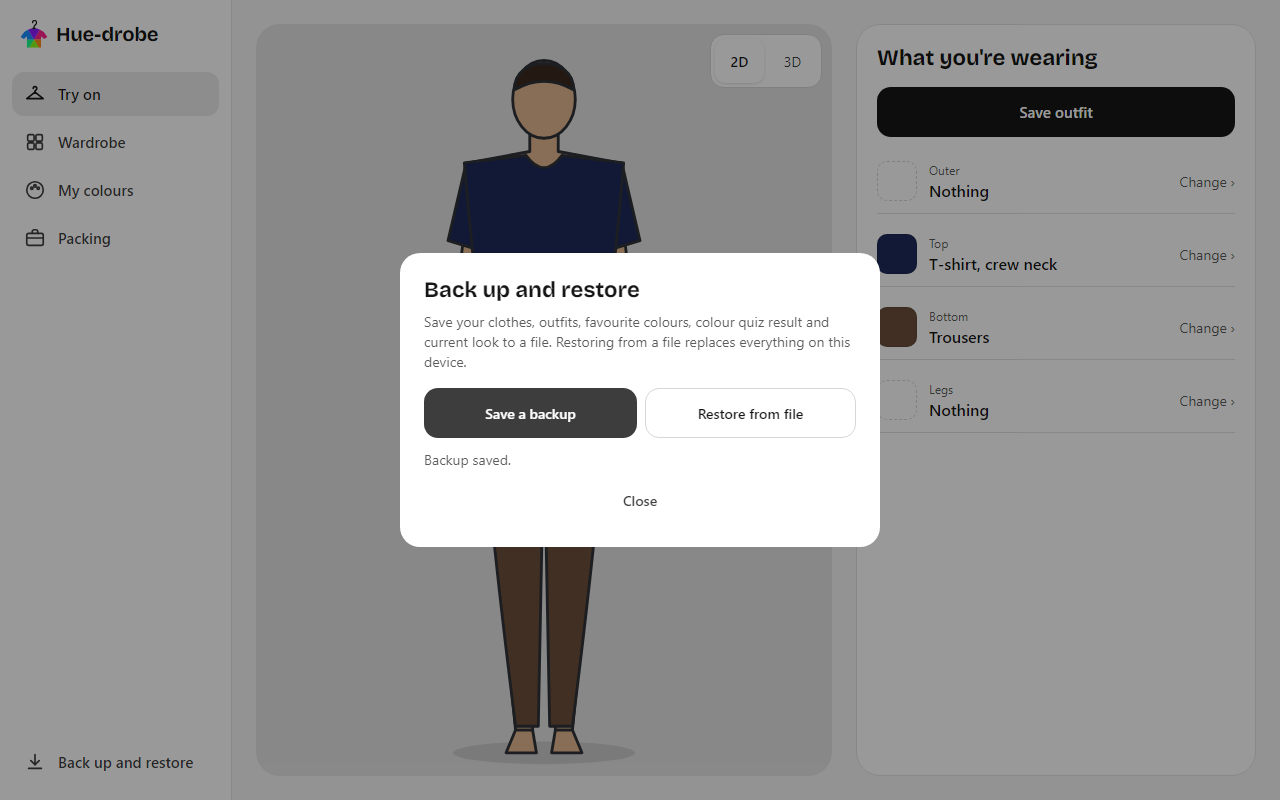 Hue-drobe
Try on
Wardrobe
My colours
Packing
Back up and restore
2D
3D
What you're wearing
Save outfit
Outer
Nothing
Change ›
Top
T-shirt, crew neck
Change ›
Bottom
Trousers
Change ›
Legs
Nothing
Change ›
Back up and restore
Save your clothes, outfits, favourite colours, colour quiz result and
current look to a file. Restoring from a file replaces everything on this
device.
Save a backup
Restore from file
Backup saved.
Close